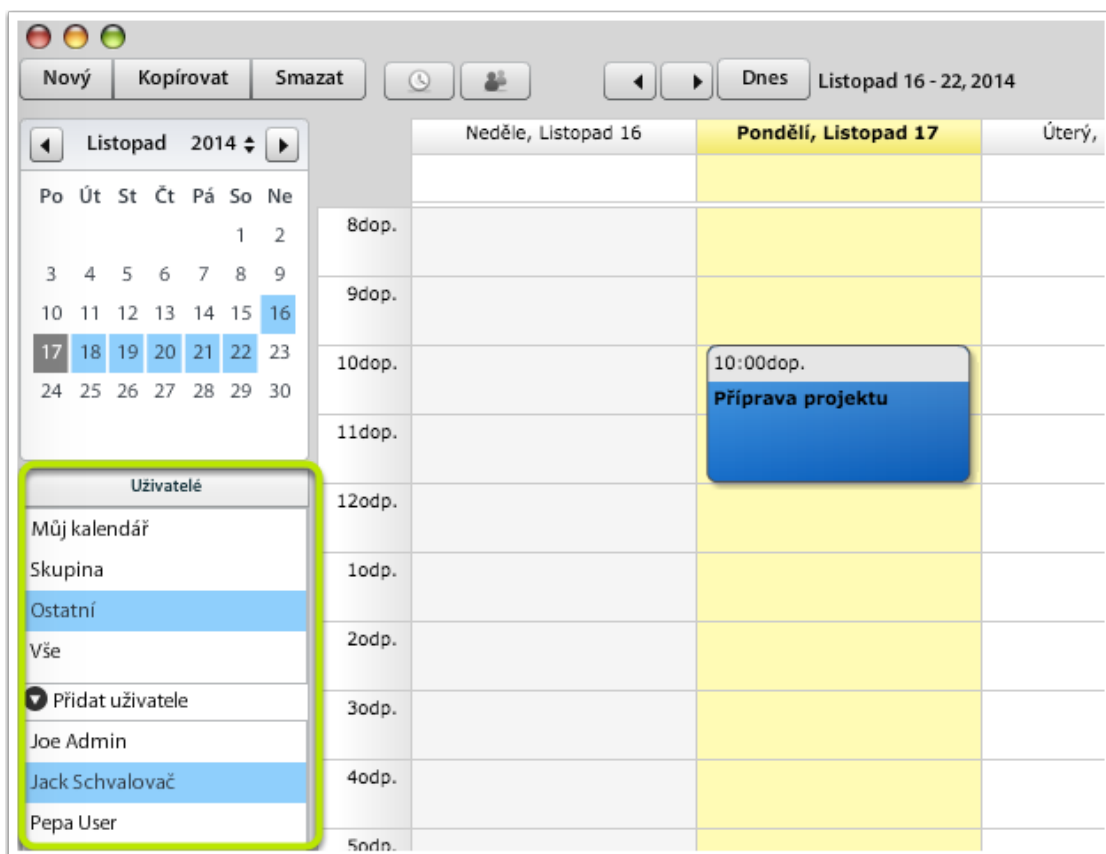 Nový Kopírovat Smazat Dnes Listopad 16 - 22, 2014
Listopad 2014
Po Út St Čt Pá So Ne
1 2
3 4 5 6 7 8 9
10 11 12 13 14 15 16
17 18 19 20 21 22 23
24 25 26 27 28 29 30
Uživatelé
Můj kalendář
Skupina
Ostatní
Vše
Přidat uživatele
Joe Admin
Jack Schvalovač
Pepa User
Neděle, Listopad 16 Pondělí, Listopad 17 Úterý,
8dop.
9dop.
10dop.
11dop.
12odp.
1odp.
2odp.
3odp.
4odp.
5odp.
10:00dop.
Příprava projektu